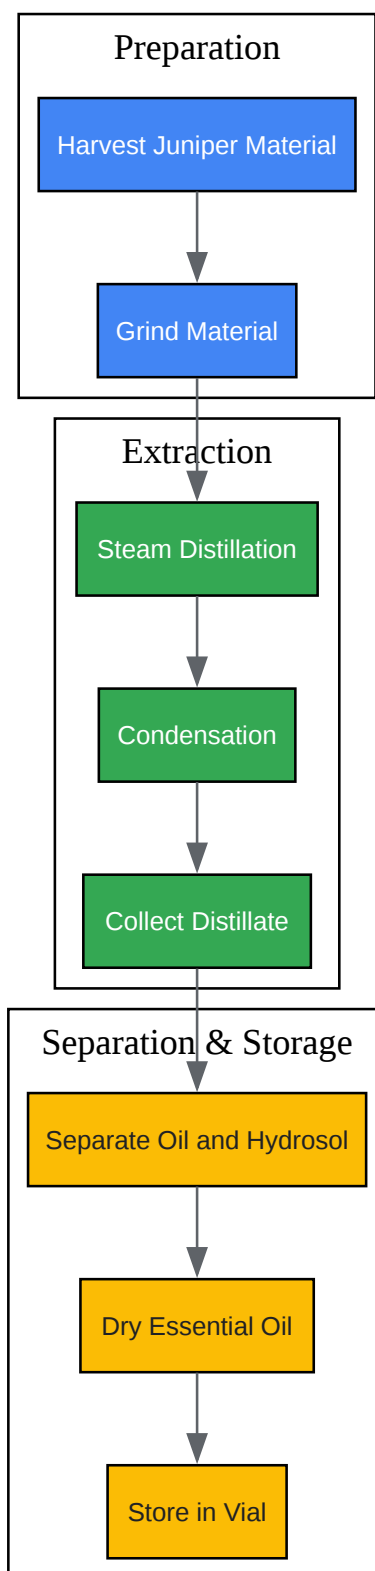 Preparation
Harvest Juniper Material
Grind Material
Extraction
Steam Distillation
Condensation
Collect Distillate
Separation & Storage
Separate Oil and Hydrosol
Dry Essential Oil
Store in Vial